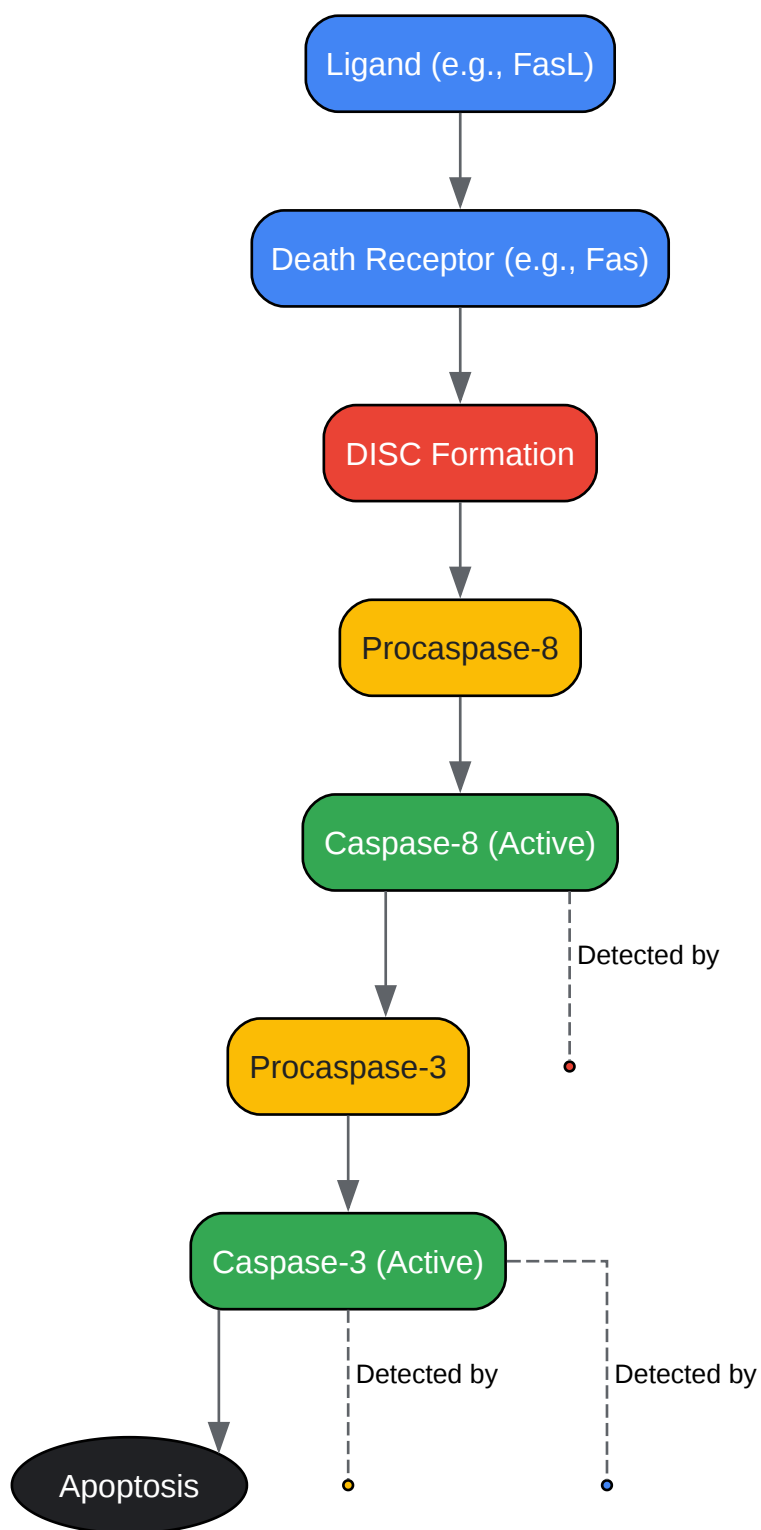 Ligand (e.g., FasL)
Death Receptor (e.g., Fas)
DISC Formation
Procaspase-8
Caspase-8 (Active)
Detected by
Procaspase-3
Caspase-3 (Active)
Detected by
Detected by
Apoptosis